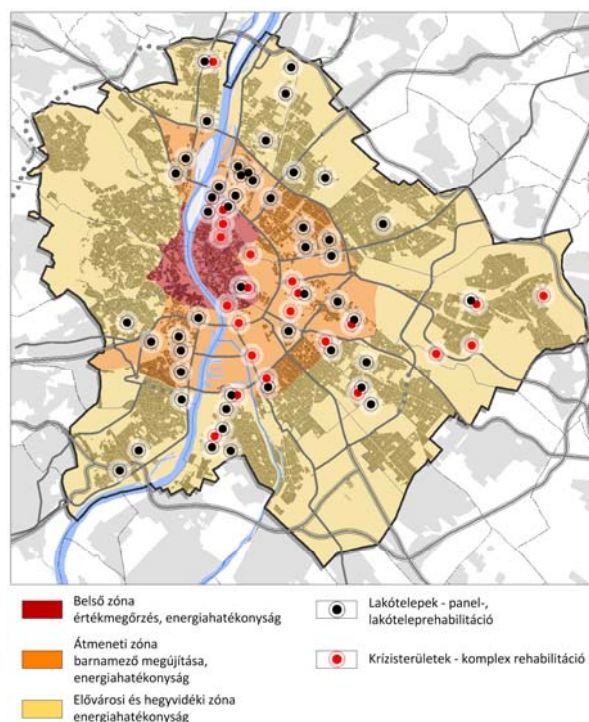 Belső zóna
értékmegőrzés, energiahatékonyság
Átmeneti zóna
barnamező megújítása,
energiahatékonyság
Elővárosi és hegyvidéki zóna
energiahatékonyság
Lakótelepek - panel-,
lakóteleprehabilitáció
Krízisterületek - komplex rehabilitáció